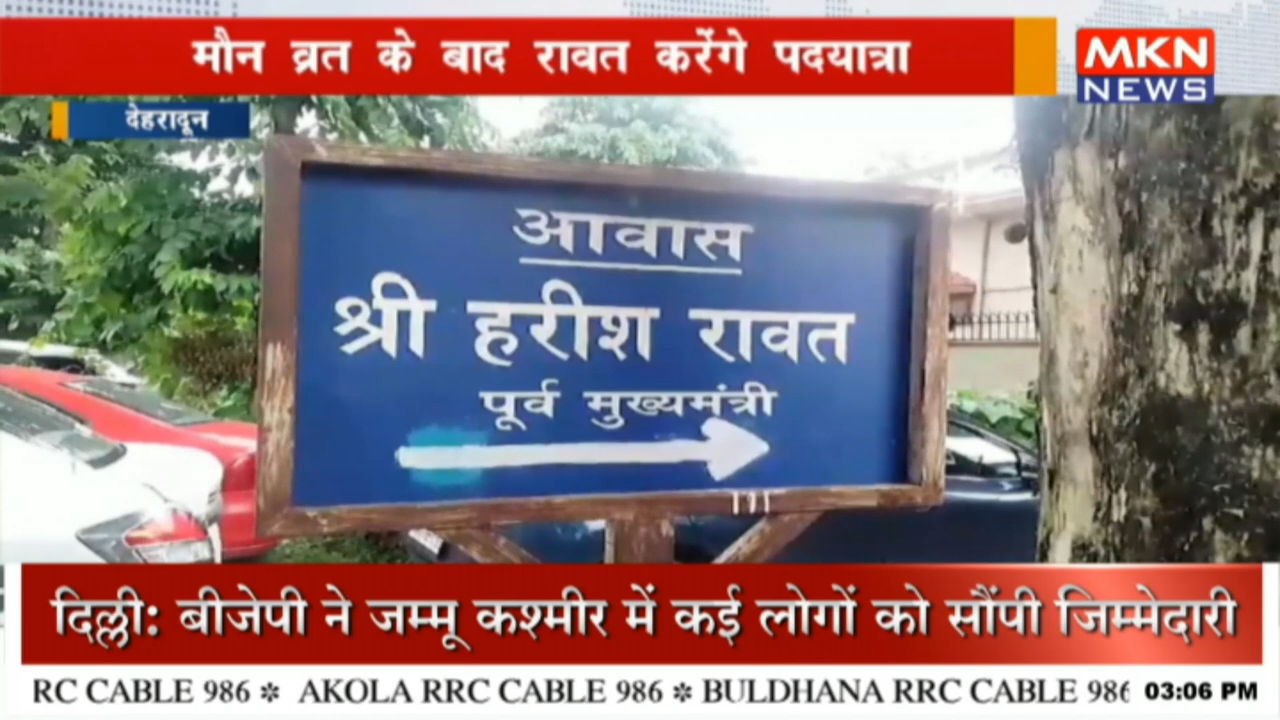 मौन व्रत के बाद रावत करेंगे पदयात्रा
MKN
NEWS
देहरादून
आवास
श्री हरीश रावत
पूर्व मुख्यमंत्री
दिल्ली: बीजेपी ने जम्मू कश्मीर में कई लोगों को सौंपी जिम्मेदारी
RC CABLE 986 ✻ AKOLA RRC CABLE 986 ✻ BULDHANA RRC CABLE 986 03:06 PM